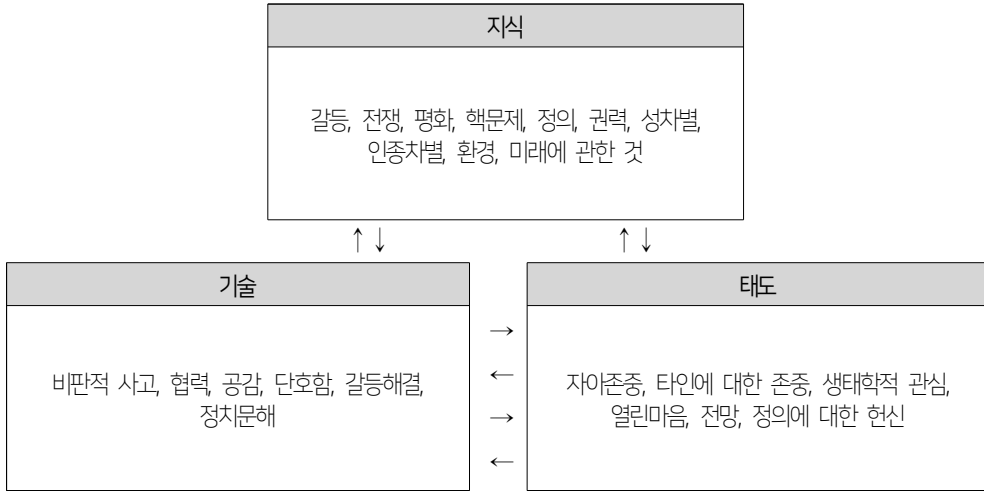 지식
갈등, 전쟁, 평화, 핵문제, 정의, 권력, 성차별,
인종차별, 환경, 미래에 관한 것
↑↓ ↑↓
기술
비판적 사고, 협력, 공감, 단호함, 갈등해결,
정치문해
→
←
→
←
태도
자아존중, 타인에 대한 존중, 생태학적 관심,
열린마음, 전망, 정의에 대한 헌신